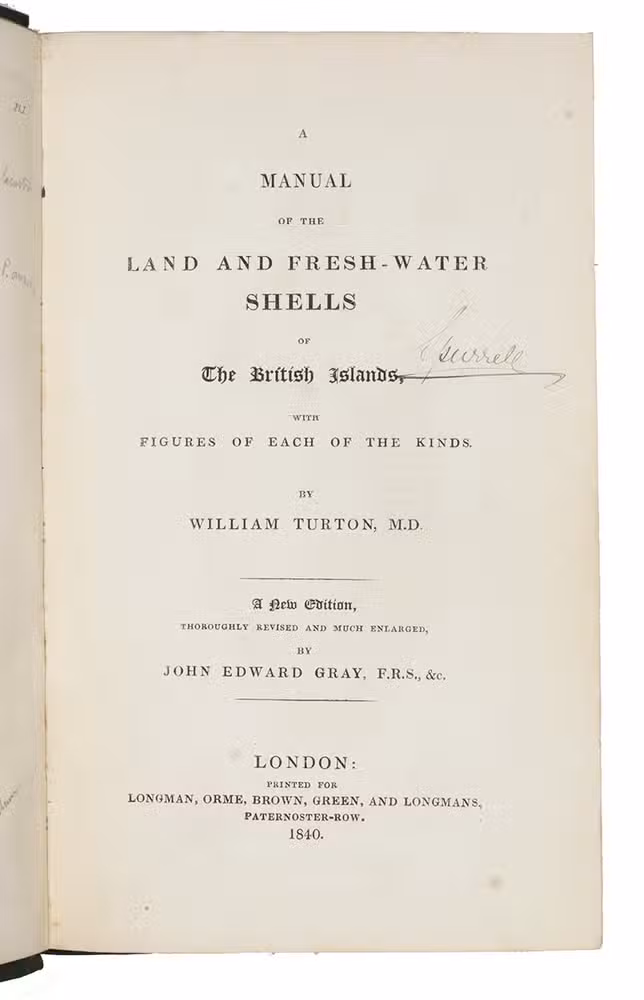 A
MANUAL
OF THE
LAND AND FRESH-WATER
SHELLS
OF
The British Islands,
WITH
FIGURES OF EACH OF THE KINDS.
BY
WILLIAM TURTON, M.D.
A New Edition,
THOROUGHLY REVISED AND MUCH ENLARGED,
BY
JOHN EDWARD GRAY, F.R.S., &c.
LONDON:
PRINTED FOR
LONGMAN, ORME, BROWN, GREEN, AND LONGMANS,
PATERNOSTER-ROW.
1840.